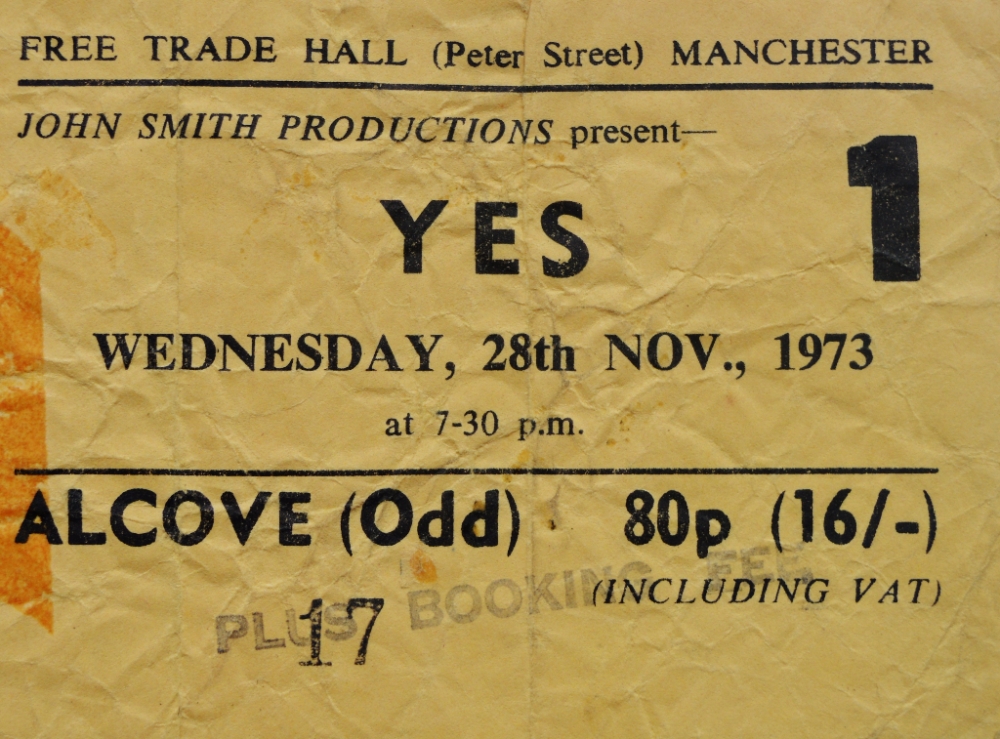 FREE TRADE HALL (Peter Street) MANCHESTER
JOHN SMITH PRODUCTIONS present—
1
YES
WEDNESDAY, 28th NOV., 1973
at 7-30 p.m.
ALCOVE (Odd) 80p (16/-)
(INCLUDING VAT)
PLUS BOOKING FEE
17